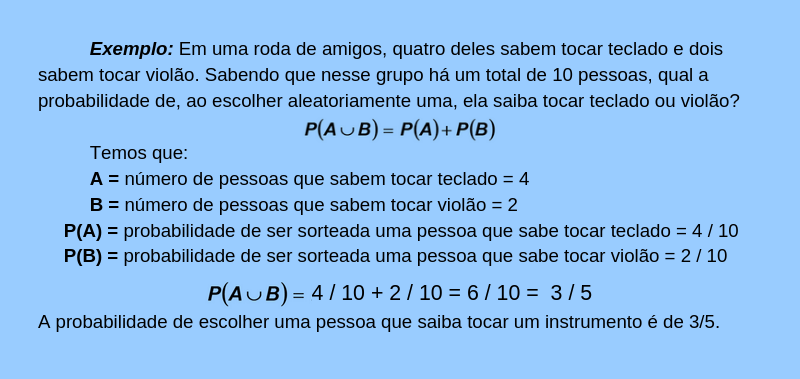 Exemplo: Em uma roda de amigos, quatro deles sabem tocar teclado e dois
sabem tocar violão. Sabendo que nesse grupo há um total de 10 pessoas, qual a
probabilidade de, ao escolher aleatoriamente uma, ela saiba tocar teclado ou violão?
P(A∪B) = P(A)+P(B)
Temos que:
A = número de pessoas que sabem tocar teclado = 4
B = número de pessoas que sabem tocar violão = 2
P(A) = probabilidade de ser sorteada uma pessoa que sabe tocar teclado = 4 / 10
P(B) = probabilidade de ser sorteada uma pessoa que sabe tocar violão = 2 / 10
P(A∪B) = 4 / 10 + 2 / 10 = 6 / 10 = 3 / 5
A probabilidade de escolher uma pessoa que saiba tocar um instrumento é de 3/5.